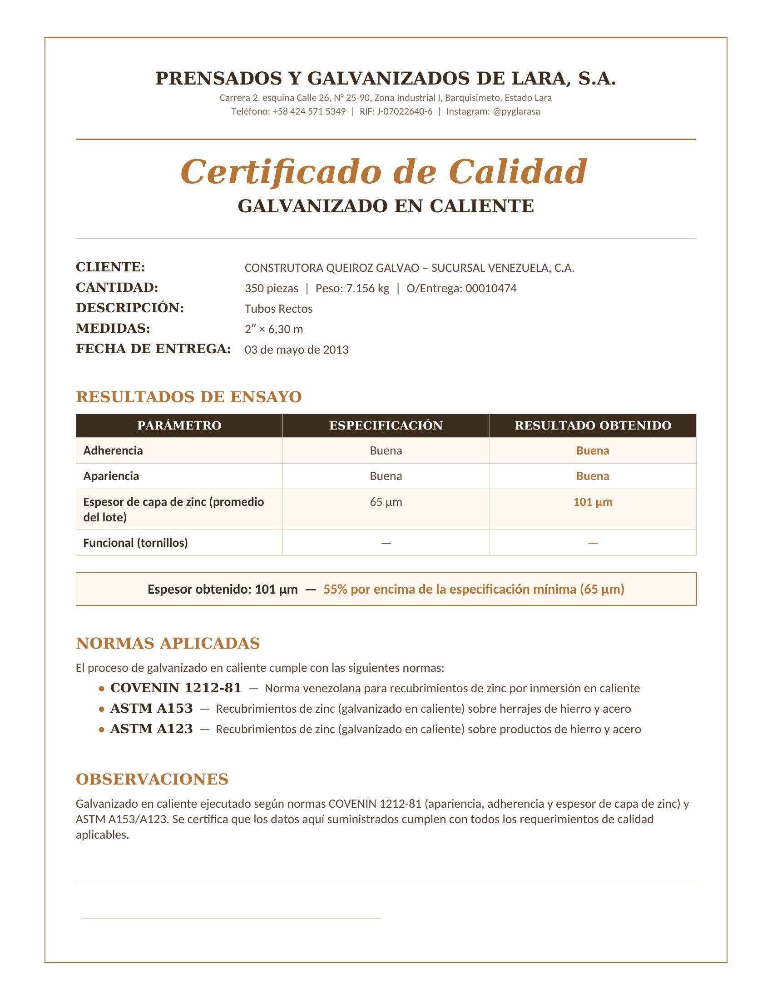 PRENSADOS Y GALVANIZADOS DE LARA, S.A.
Carrera 2, esquina Calle 26, N° 25-90, Zona Industrial I, Barquisimeto, Estado Lara
Teléfono: +58 424 571 5349 | RIF: J-07022640-6 | Instagram: @pyglarasa
Certificado de Calidad
GALVANIZADO EN CALIENTE
CLIENTE: CONSTRUTORA QUEIROZ GALVAO – SUCURSAL VENEZUELA, C.A.
CANTIDAD: 350 piezas | Peso: 7.156 kg | O/Entrega: 00010474
DESCRIPCIÓN: Tubos Rectos
MEDIDAS: 2″ × 6,30 m
FECHA DE ENTREGA: 03 de mayo de 2013
RESULTADOS DE ENSAYO
PARÁMETRO ESPECIFICACIÓN RESULTADO OBTENIDO
Adherencia Buena Buena
Apariencia Buena Buena
Espesor de capa de zinc (promedio 65 µm 101 µm
del lote)
Funcional (tornillos) — —
Espesor obtenido: 101 µm — 55% por encima de la especificación mínima (65 µm)
NORMAS APLICADAS
El proceso de galvanizado en caliente cumple con las siguientes normas:
● COVENIN 1212-81 — Norma venezolana para recubrimientos de zinc por inmersión en caliente
● ASTM A153 — Recubrimientos de zinc (galvanizado en caliente) sobre herrajes de hierro y acero
● ASTM A123 — Recubrimientos de zinc (galvanizado en caliente) sobre productos de hierro y acero
OBSERVACIONES
Galvanizado en caliente ejecutado según normas COVENIN 1212-81 (apariencia, adherencia y espesor de capa de zinc) y
ASTM A153/A123. Se certifica que los datos aquí suministrados cumplen con todos los requerimientos de calidad
aplicables.